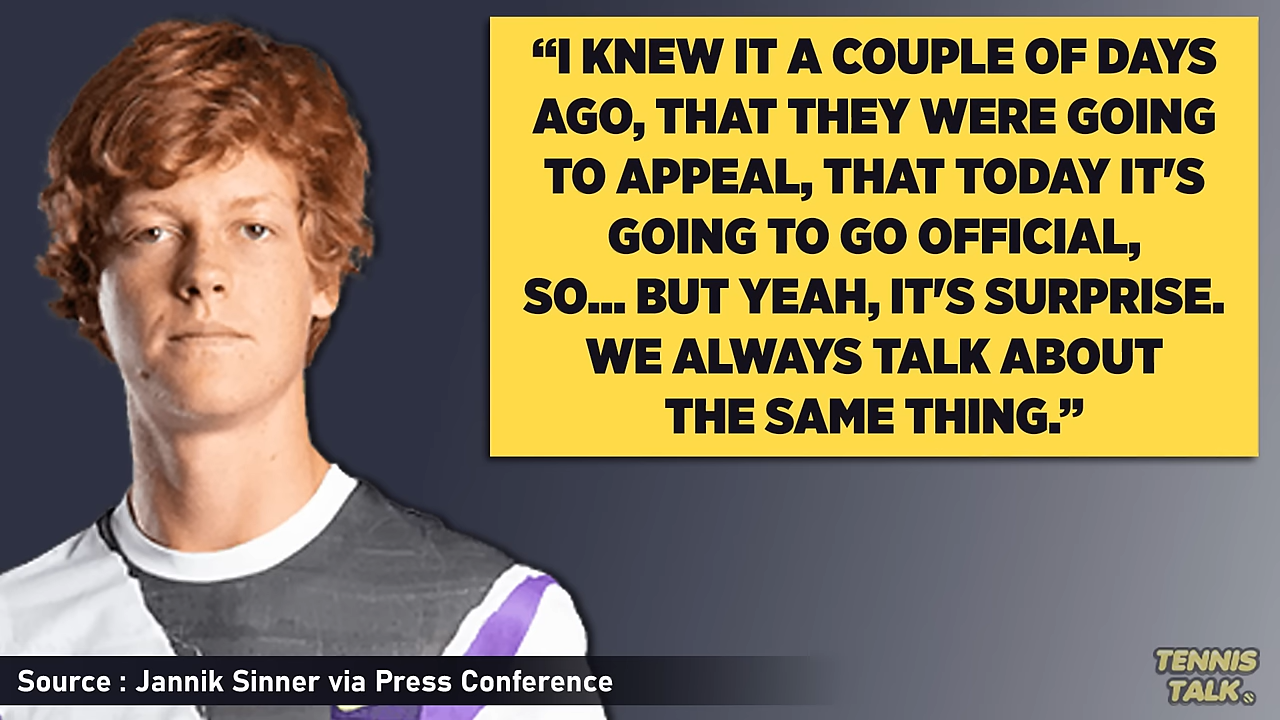 “I KNEW IT A COUPLE OF DAYS
AGO, THAT THEY WERE GOING
TO APPEAL, THAT TODAY IT'S
GOING TO GO OFFICIAL,
SO... BUT YEAH, IT'S SURPRISE.
WE ALWAYS TALK ABOUT
THE SAME THING.”
Source : Jannik Sinner via Press Conference
TENNIS
TALK